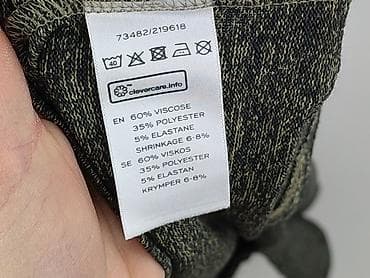 73482/219618
40
clevercare.info
EN 60% VISCOSE
35% POLYESTER
5% ELASTANE
SHRINKAGE 6-8%
SE 60% VISKOS
35% POLYESTER
5% ELASTAN
KRYMPER 6-8%